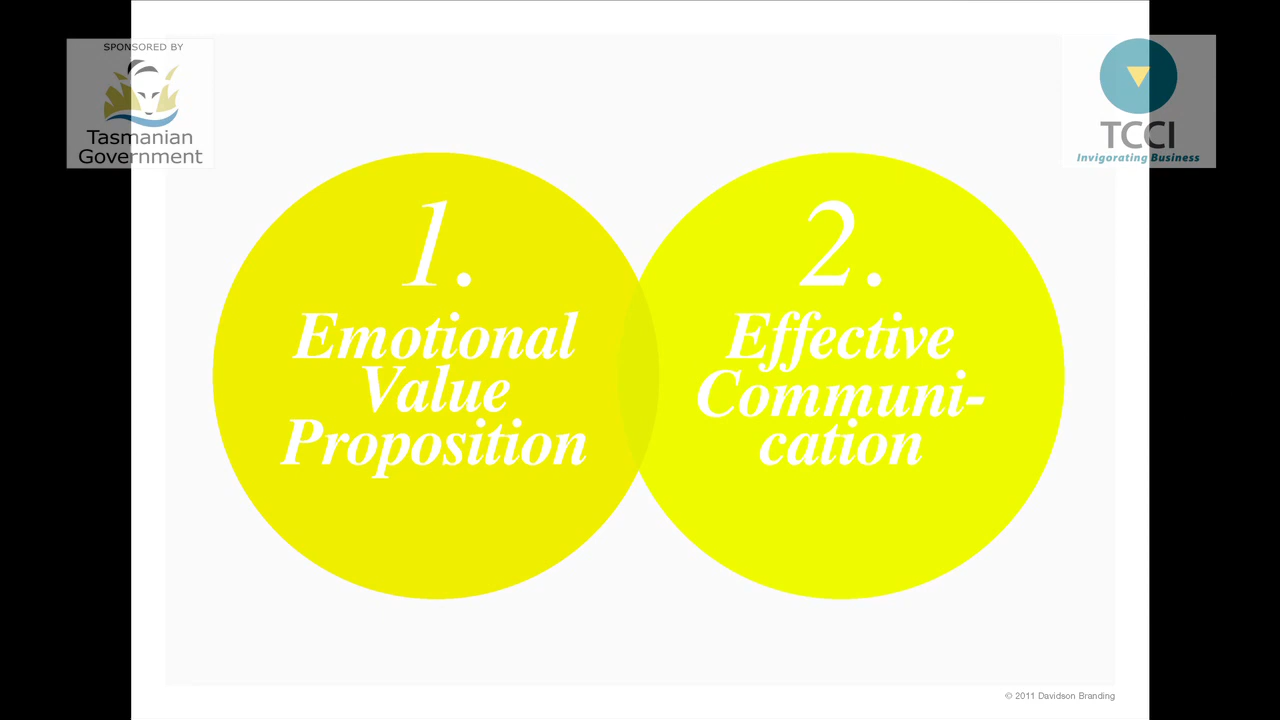 SPONSORED BY
Tasmanian
Government
TCCI
Invigorating Business
1.
Emotional
Value
Proposition
2.
Effective
Communi-
cation
© 2011 Davidson Branding